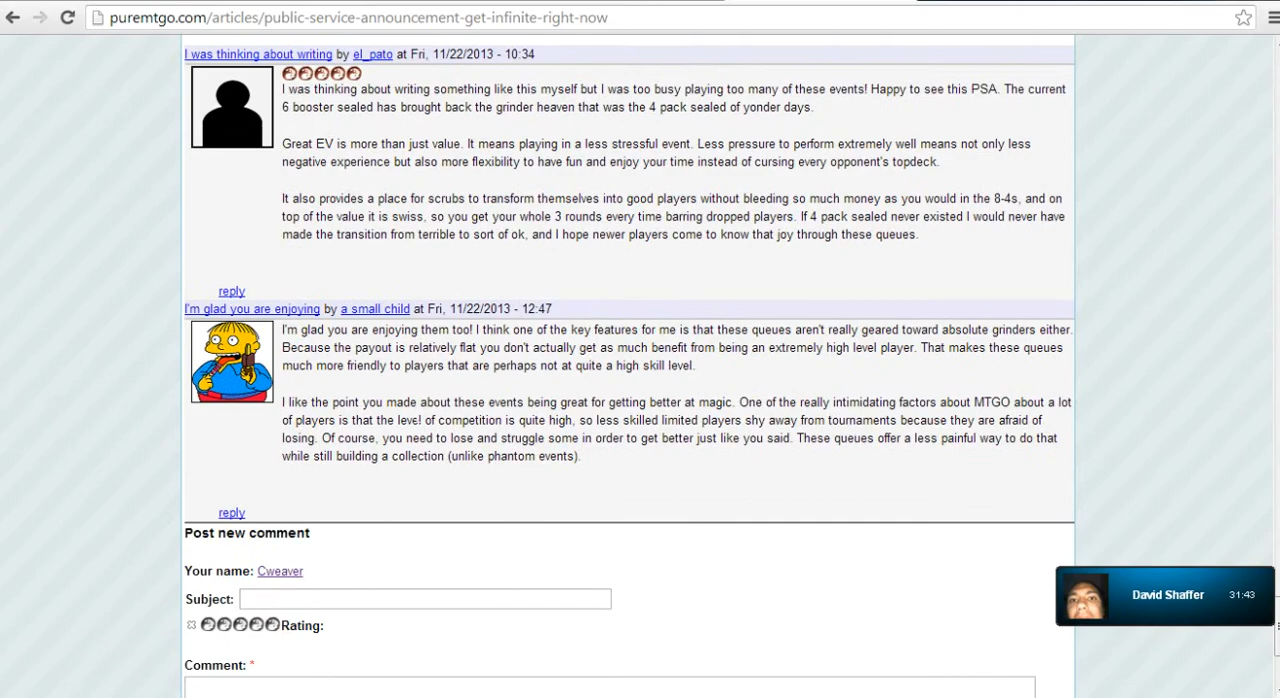 puremtgo.com/articles/public-service-announcement-get-infinite-right-now
I was thinking about writing by el_pato at Fri, 11/22/2013 - 10:34
I was thinking about writing something like this myself but I was too busy playing too many of these events! Happy to see this PSA. The current
6 booster sealed has brought back the grinder heaven that was the 4 pack sealed of yonder days.
Great EV is more than just value. It means playing in a less stressful event. Less pressure to perform extremely well means not only less
negative experience but also more flexibility to have fun and enjoy your time instead of cursing every opponent's topdeck.
It also provides a place for scrubs to transform themselves into good players without bleeding so much money as you would in the 8-4s, and on
top of the value it is swiss, so you get your whole 3 rounds every time barring dropped players. If 4 pack sealed never existed I would never have
made the transition from terrible to sort of ok, and I hope newer players come to know that joy through these queues.
reply
I'm glad you are enjoying by a small child at Fri, 11/22/2013 - 12:47
I'm glad you are enjoying them too! I think one of the key features for me is that these queues aren't really geared toward absolute grinders either.
Because the payout is relatively flat you don't actually get as much benefit from being an extremely high level player. That makes these queues
much more friendly to players that are perhaps not at quite a high skill level.
I like the point you made about these events being great for getting better at magic. One of the really intimidating factors about MTGO about a lot
of players is that the level of competition is quite high, so less skilled limited players shy away from tournaments because they are afraid of
losing. Of course, you need to lose and struggle some in order to get better just like you said. These queues offer a less painful way to do that
while still building a collection (unlike phantom events).
reply
Post new comment
Your name: Cweaver
David Shaffer 31:43
Subject:
Rating:
Comment: *